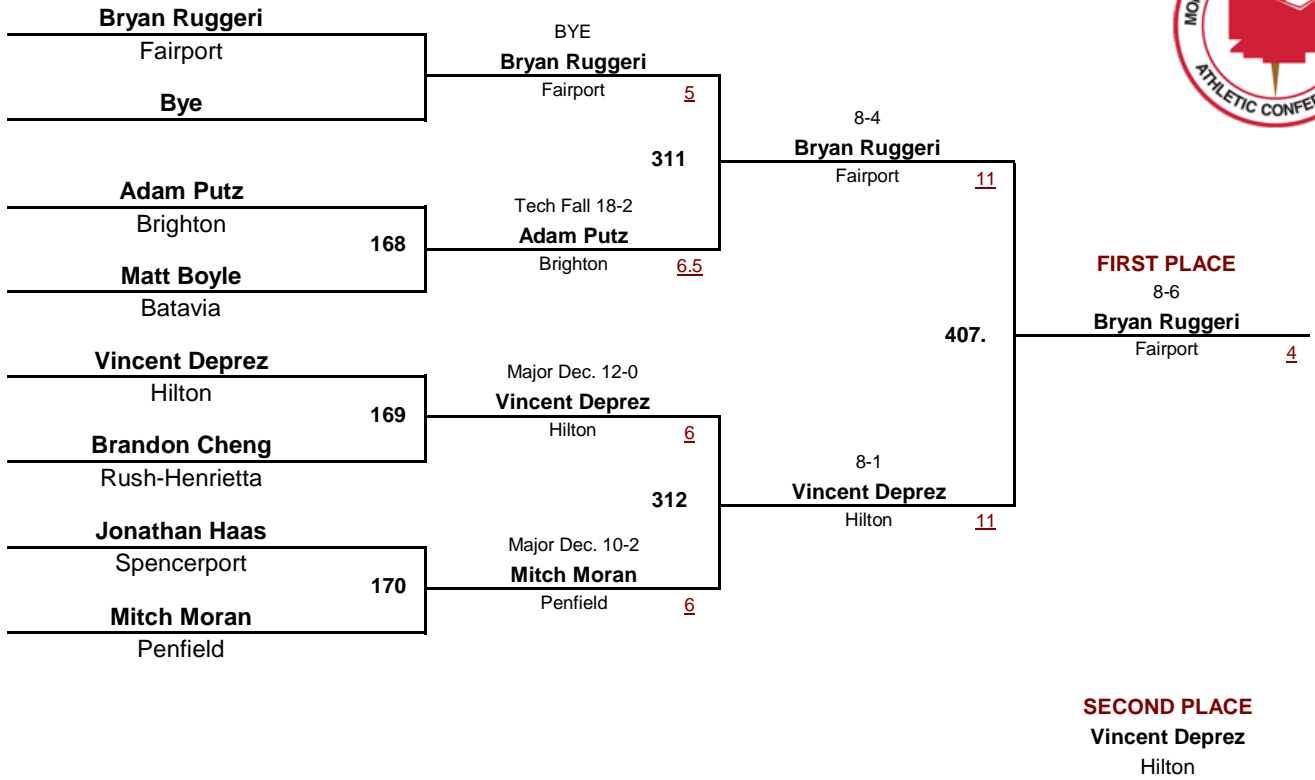 Bryan Ruggeri
Fairport
Bye
Adam Putz
Brighton
168
Matt Boyle
Batavia
Vincent Deprez
Hilton
169
Brandon Cheng
Rush-Henrietta
Jonathan Haas
Spencerport
170
Mitch Moran
Penfield
BYE
Bryan Ruggeri
Fairport 5
311
Tech Fall 18-2
Adam Putz
Brighton 6.5
Major Dec. 12-0
Vincent Deprez
Hilton 6
312
Major Dec. 10-2
Mitch Moran
Penfield 6
8-4
Bryan Ruggeri
Fairport 11
407.
8-1
Vincent Deprez
Hilton 11
FIRST PLACE
8-6
Bryan Ruggeri
Fairport 4
SECOND PLACE
Vincent Deprez
Hilton
ATHLETIC